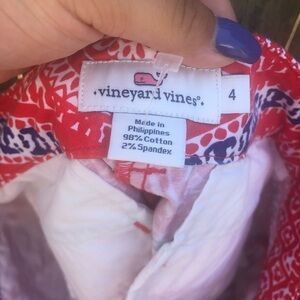 vineyard vines®. 4
Made in
Philippines
98% Cotton
2% Spandex